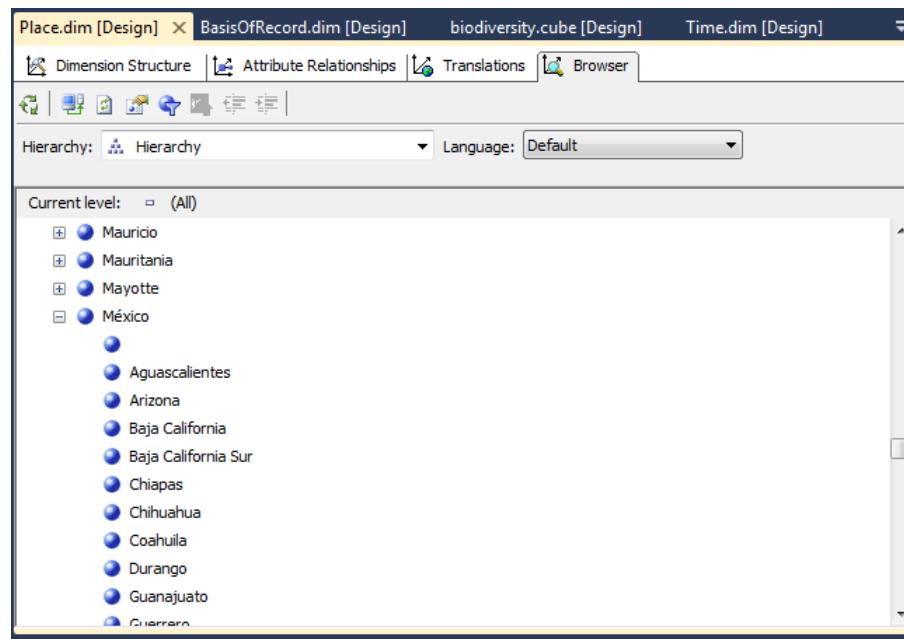 Place.dim [Design] BasisOfRecord.dim [Design] biodiversity.cube [Design] Time.dim [Design]
Dimension Structure Attribute Relationships Translations Browser
Hierarchy: Hierarchy Language: Default
Current level: (All)
Mauricio
Mauritania
Mayotte
México
Aguascalientes
Arizona
Baja California
Baja California Sur
Chiapas
Chihuahua
Coahuila
Durango
Guanajuato
Guerrero